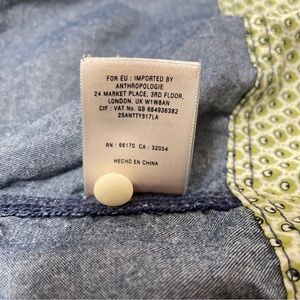 FOR EU : IMPORTED BY
ANTHROPOLOGIE
24 MARKET PLACE, 3RD FLOOR,
LONDON, UK W1W8AN
CIF : VAT No. GB 684936382
25ANTTY317LA
RN : 66170 CA : 32054
HECHO EN CHINA